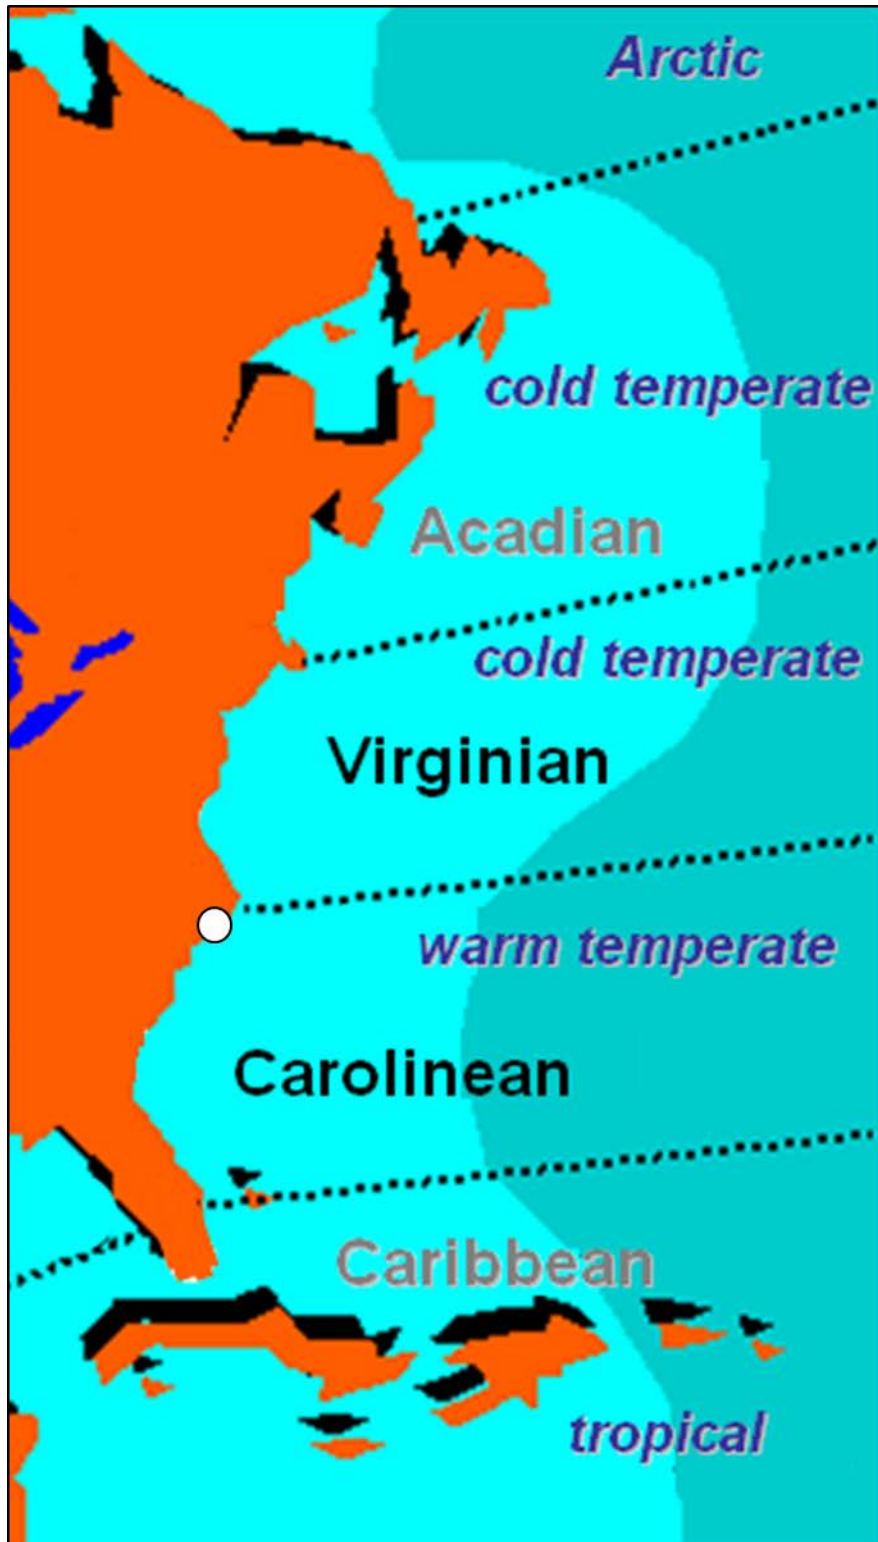 Arctic
cold temperate
Acadian
cold temperate
Virginian
warm temperate
Carolinean
Caribbean
tropical